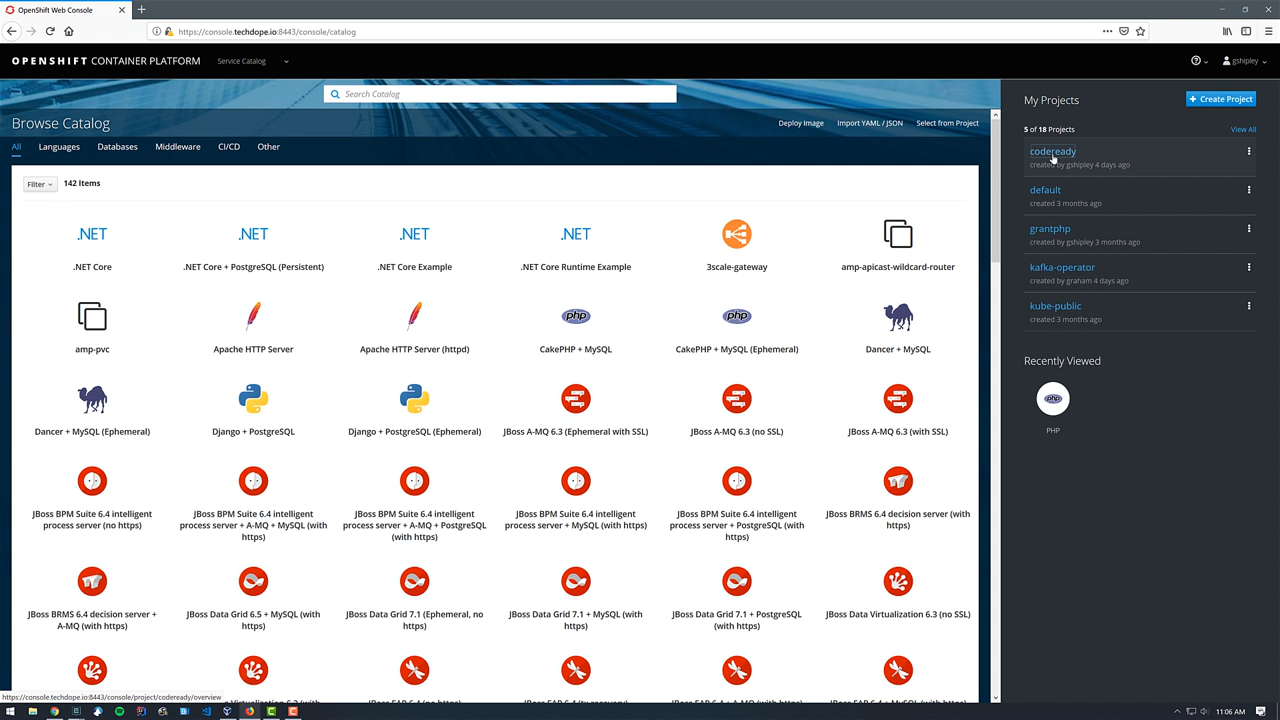 OpenShift Web Console
https://console.techdope.io:8443/console/catalog
OPENSHIFT CONTAINER PLATFORM
Service Catalog
gshipley
Search Catalog
Browse Catalog
Deploy Image
Import YAML / JSON
Select from Project
All
Languages
Databases
Middleware
CI/CD
Other
Filter
142 Items
.NET
.NET
.NET
.NET
.NET Core
.NET Core + PostgreSQL (Persistent)
.NET Core Example
.NET Core Runtime Example
3scale-gateway
amp-apicast-wildcard-router
php
php
amp-pvc
Apache HTTP Server
Apache HTTP Server (httpd)
CakePHP + MySQL
CakePHP + MySQL (Ephemeral)
Dancer + MySQL
Dancer + MySQL (Ephemeral)
Django + PostgreSQL
Django + PostgreSQL (Ephemeral)
JBoss A-MQ 6.3 (Ephemeral with SSL)
JBoss A-MQ 6.3 (no SSL)
JBoss A-MQ 6.3 (with SSL)
JBoss BPM Suite 6.4 intelligent
process server (no https)
JBoss BPM Suite 6.4 intelligent
process server + A-MQ + MySQL (with
https)
JBoss BPM Suite 6.4 intelligent
process server + A-MQ + PostgreSQL
(with https)
JBoss BPM Suite 6.4 intelligent
process server + MySQL (with https)
JBoss BPM Suite 6.4 intelligent
process server + PostgreSQL (with
https)
JBoss BRMS 6.4 decision server (with
https)
JBoss BRMS 6.4 decision server +
A-MQ (with https)
JBoss Data Grid 6.5 + MySQL (with
https)
JBoss Data Grid 7.1 (Ephemeral, no
https)
JBoss Data Grid 7.1 + MySQL (with
https)
JBoss Data Grid 7.1 + PostgreSQL
(with https)
JBoss Data Virtualization 6.3 (no SSL)
My Projects
Create Project
5 of 18 Projects
View All
codeready
created by gshipley 4 days ago
default
created 3 months ago
grantphp
created by gshipley 3 months ago
kafka-operator
created by graham 4 days ago
kube-public
created 3 months ago
Recently Viewed
php
PHP
https://console.techdope.io:8443/console/project/codeready/overview
11:06 AM